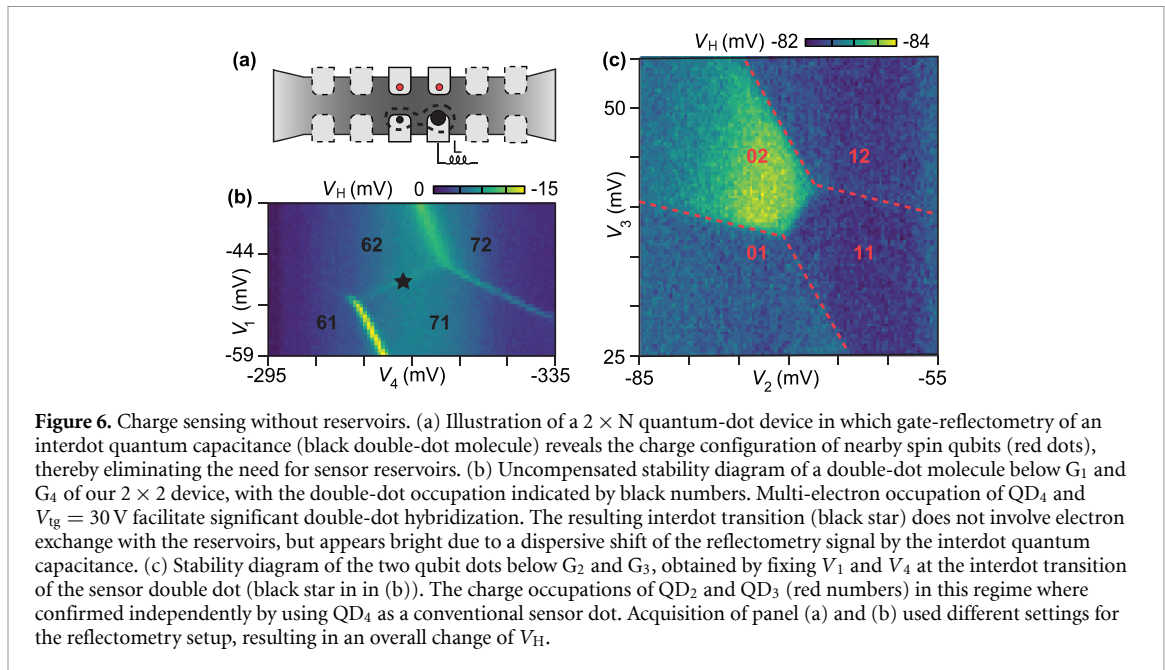 (a)
L
V_H (mV) 0 -15
(b)
-44
-59
V_1 (mV)
62 72
61 71
-295 V_4 (mV) -335
V_H (mV) -82 -84
(c)
50
25
V_3 (mV)
02 12
01 11
-85 V_2 (mV) -55
Figure 6. Charge sensing without reservoirs. (a) Illustration of a 2 × N quantum-dot device in which gate-reflectometry of an
interdot quantum capacitance (black double-dot molecule) reveals the charge configuration of nearby spin qubits (red dots),
thereby eliminating the need for sensor reservoirs. (b) Uncompensated stability diagram of a double-dot molecule below G₁ and
G₄ of our 2 × 2 device, with the double-dot occupation indicated by black numbers. Multi-electron occupation of QD₄ and
V_tg = 30 V facilitate significant double-dot hybridization. The resulting interdot transition (black star) does not involve electron
exchange with the reservoirs, but appears bright due to a dispersive shift of the reflectometry signal by the interdot quantum
capacitance. (c) Stability diagram of the two qubit dots below G₂ and G₃, obtained by fixing V₁ and V₄ at the interdot transition
of the sensor double dot (black star in in (b)). The charge occupations of QD₂ and QD₃ (red numbers) in this regime where
confirmed independently by using QD₄ as a conventional sensor dot. Acquisition of panel (a) and (b) used different settings for
the reflectometry setup, resulting in an overall change of V_H.